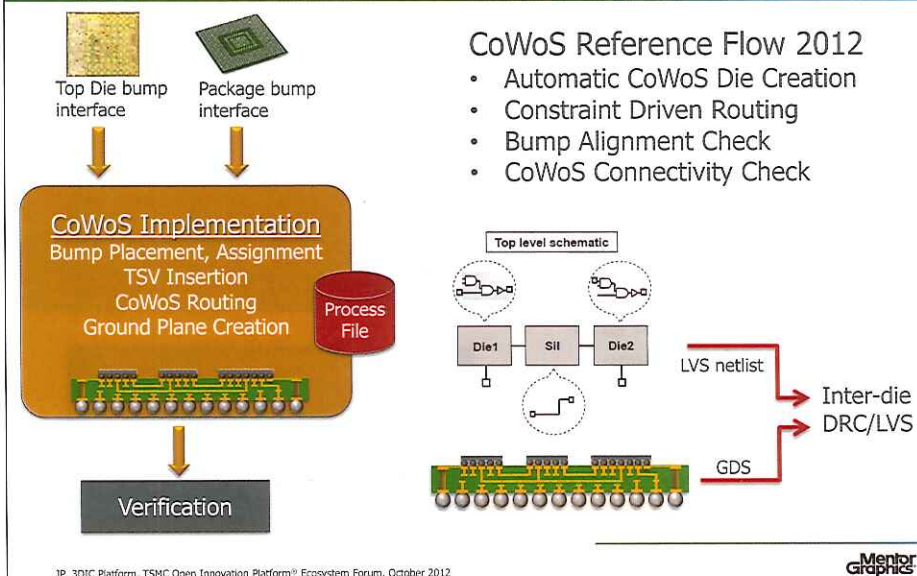 CoWoS Reference Flow 2012
• Automatic CoWoS Die Creation
• Constraint Driven Routing
• Bump Alignment Check
• CoWoS Connectivity Check
Top Die bump
interface
Package bump
interface
CoWoS Implementation
Bump Placement, Assignment
TSV Insertion
CoWoS Routing
Ground Plane Creation
Process
File
Verification
Top level schematic
Die1
SiI
Die2
LVS netlist
GDS
Inter-die
DRC/LVS
JP, 3DIC Platform, TSMC Open Innovation Platform® Ecosystem Forum, October 2012
Mentor
Graphics